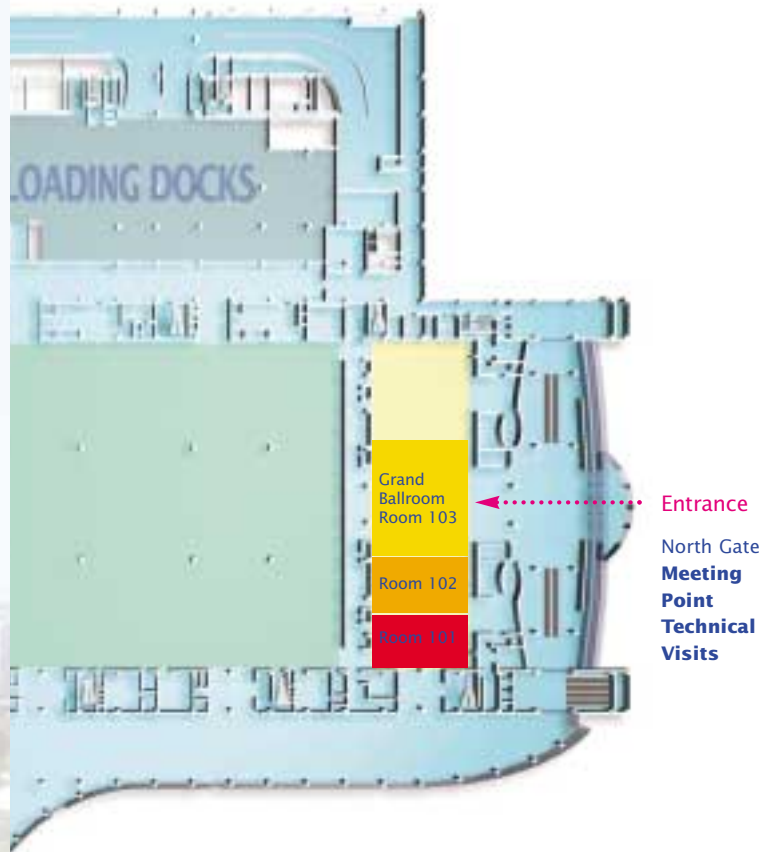 LOADING DOCKS
Grand
Ballroom
Room 103
Room 102
Room 101
Entrance
North Gate
Meeting
Point
Technical
Visits